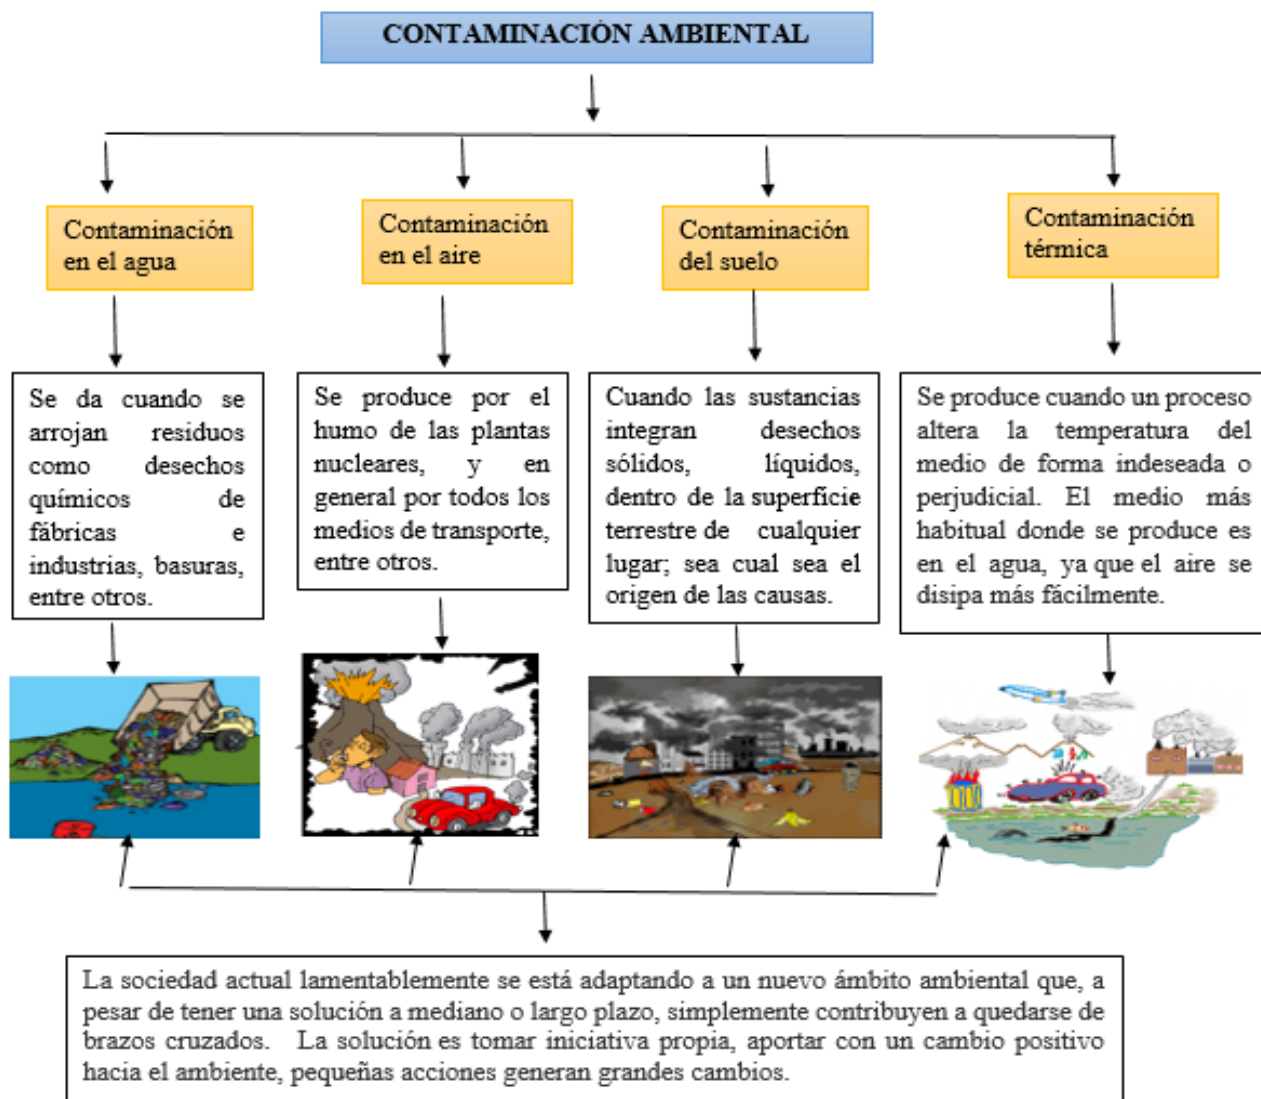 CONTAMINACIÓN AMBIENTAL
Contaminación
en el agua
Contaminación
en el aire
Contaminación
del suelo
Contaminación
térmica
Se da cuando se
arrojan residuos
como desechos
químicos de
fábricas e
industrias, basuras,
entre otros.
Se produce por el
humo de las plantas
nucleares, y en
general por todos los
medios de transporte,
entre otros.
Cuando las sustancias
integran desechos
sólidos, líquidos,
dentro de la superficie
terrestre de cualquier
lugar; sea cual sea el
origen de las causas.
Se produce cuando un proceso
altera la temperatura del
medio de forma indeseada o
perjudicial. El medio más
habitual donde se produce es
en el agua, ya que el aire se
disipa más fácilmente.
La sociedad actual lamentablemente se está adaptando a un nuevo ámbito ambiental que, a
pesar de tener una solución a mediano o largo plazo, simplemente contribuyen a quedarse de
brazos cruzados. La solución es tomar iniciativa propia, aportar con un cambio positivo
hacia el ambiente, pequeñas acciones generan grandes cambios.